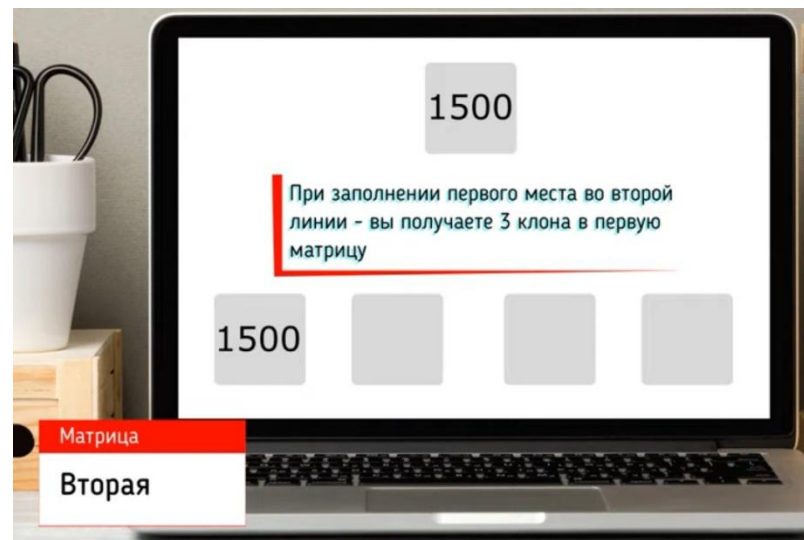 1500
При заполнении первого места во второй
линии - вы получаете 3 клона в первую
матрицу
1500
Матрица
Вторая